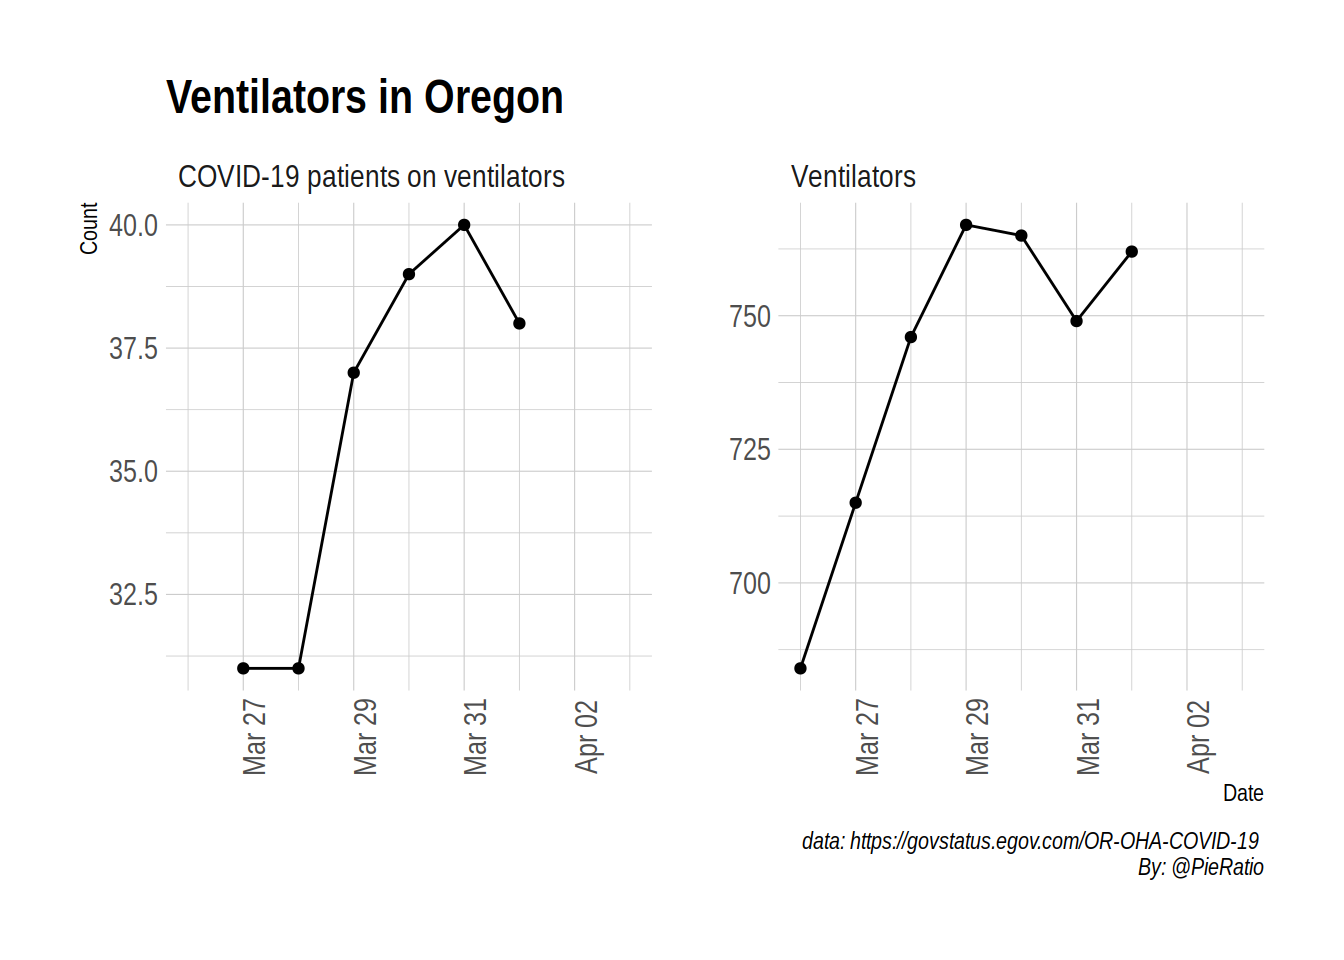 Ventilators in Oregon
COVID-19 patients on ventilators
Ventilators
Count
40.0
37.5
35.0
32.5
750
725
700
Mar 27
Mar 29
Mar 31
Apr 02
Mar 27
Mar 29
Mar 31
Apr 02
Date
data: https://govstatus.egov.com/OR-OHA-COVID-19
By: @PieRatio